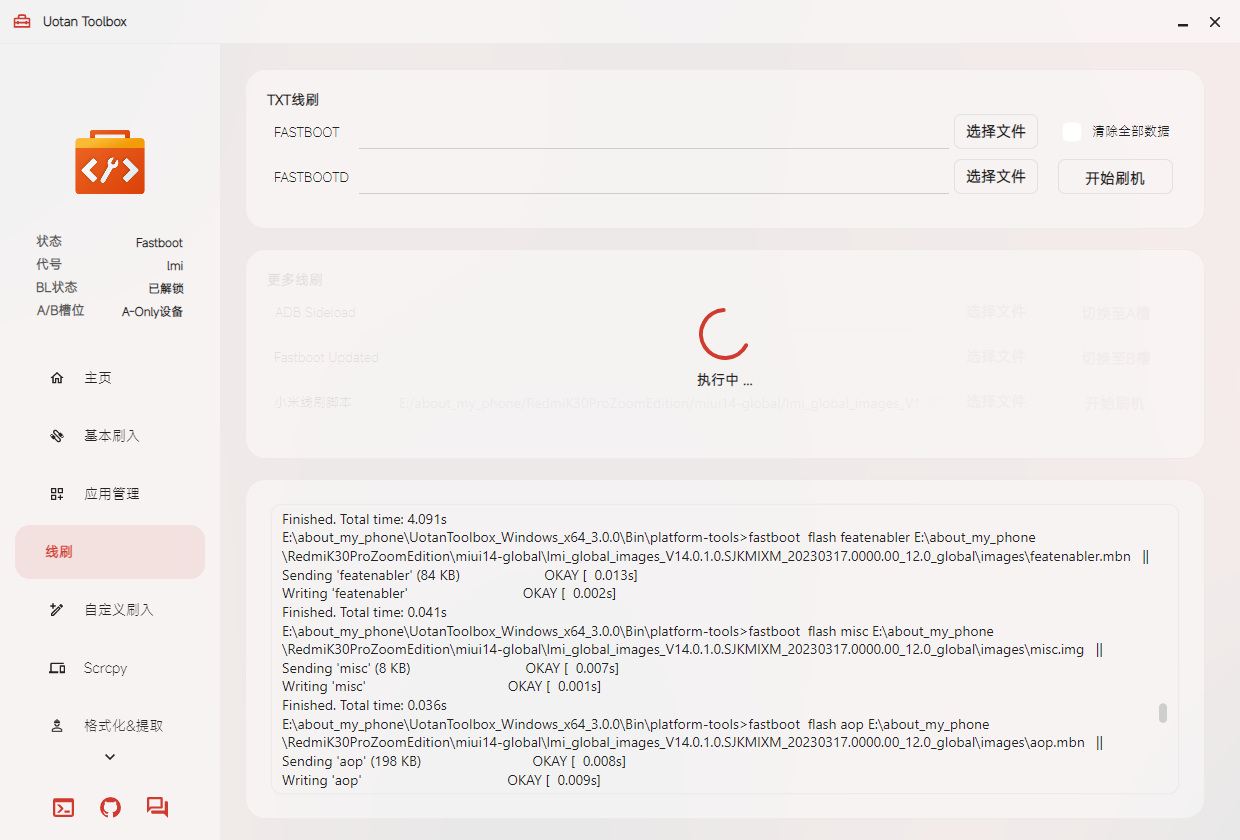 Uotan Toolbox
状态 Fastboot
代号 lmi
BL状态 已解锁
A/B槽位 A-Only设备
主页
基本刷入
应用管理
线刷
自定义刷入
Scrcpy
格式化&提取
TXT线刷
FASTBOOT 选择文件 清除全部数据
FASTBOOTD 选择文件 开始刷机
更多线刷
ADB Sideload 选择文件 切换至A槽
Fastboot Updated 选择文件 切换至B槽
小米线刷脚本 E:/about_my_phone/RedmiK30ProZoomEdition/miui14-global/lmi_global_images_V1 选择文件 开始刷机
执行中 ...
Finished. Total time: 4.091s
E:\about_my_phone\UotanToolbox_Windows_x64_3.0.0\Bin\platform-tools>fastboot  flash featenabler E:\about_my_phone
\RedmiK30ProZoomEdition\miui14-global\lmi_global_images_V14.0.1.0.SJKMIXM_20230317.0000.00_12.0_global\images\featenabler.mbn   ||
Sending 'featenabler' (84 KB)                       OKAY [  0.013s]
Writing 'featenabler'                               OKAY [  0.002s]
Finished. Total time: 0.041s
E:\about_my_phone\UotanToolbox_Windows_x64_3.0.0\Bin\platform-tools>fastboot  flash misc E:\about_my_phone
\RedmiK30ProZoomEdition\miui14-global\lmi_global_images_V14.0.1.0.SJKMIXM_20230317.0000.00_12.0_global\images\misc.img   ||
Sending 'misc' (8 KB)                               OKAY [  0.007s]
Writing 'misc'                                      OKAY [  0.001s]
Finished. Total time: 0.036s
E:\about_my_phone\UotanToolbox_Windows_x64_3.0.0\Bin\platform-tools>fastboot  flash aop E:\about_my_phone
\RedmiK30ProZoomEdition\miui14-global\lmi_global_images_V14.0.1.0.SJKMIXM_20230317.0000.00_12.0_global\images\aop.mbn   ||
Sending 'aop' (198 KB)                              OKAY [  0.008s]
Writing 'aop'                                       OKAY [  0.009s]